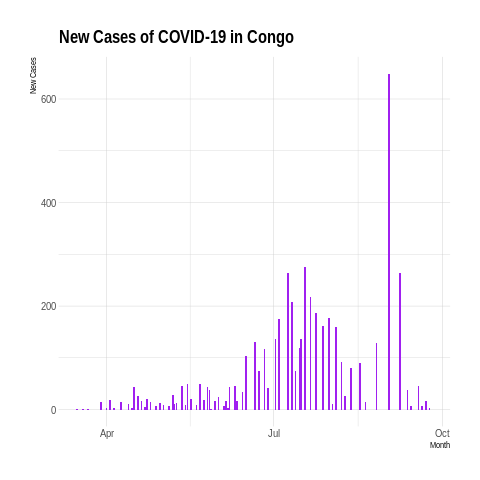 New Cases of COVID-19 in Congo
New Cases
600
400
200
0
Apr
Jul
Oct
Month